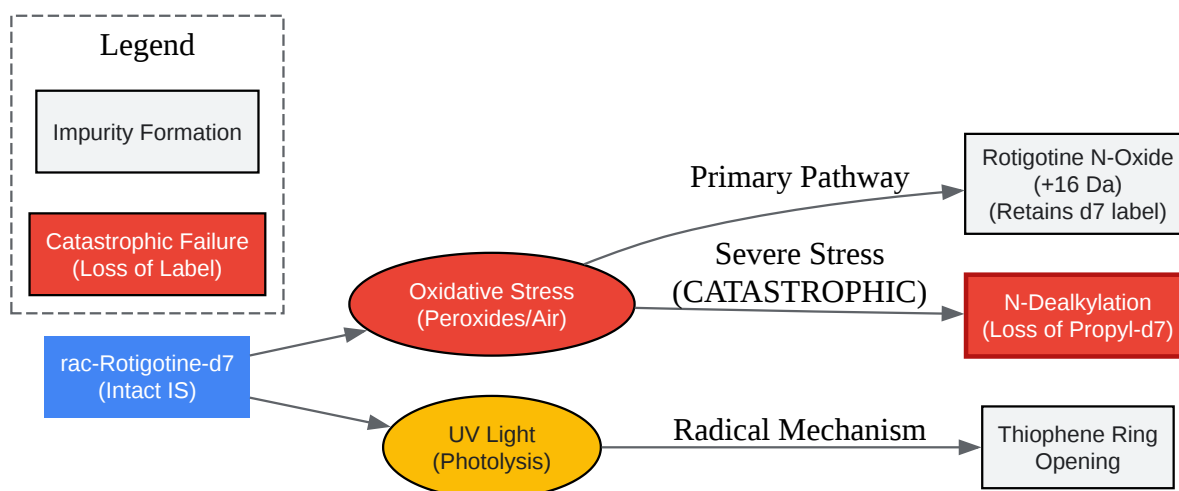 Legend
Impurity Formation
Catastrophic Failure
(Loss of Label)
rac-Rotigotine-d7
(Intact IS)
Oxidative Stress
(Peroxides/Air)
UV Light
(Photolysis)
Primary Pathway
Severe Stress
(CATASTROPHIC)
Radical Mechanism
Rotigotine N-Oxide
(+16 Da)
(Retains d7 label)
N-Dealkylation
(Loss of Propyl-d7)
Thiophene Ring
Opening